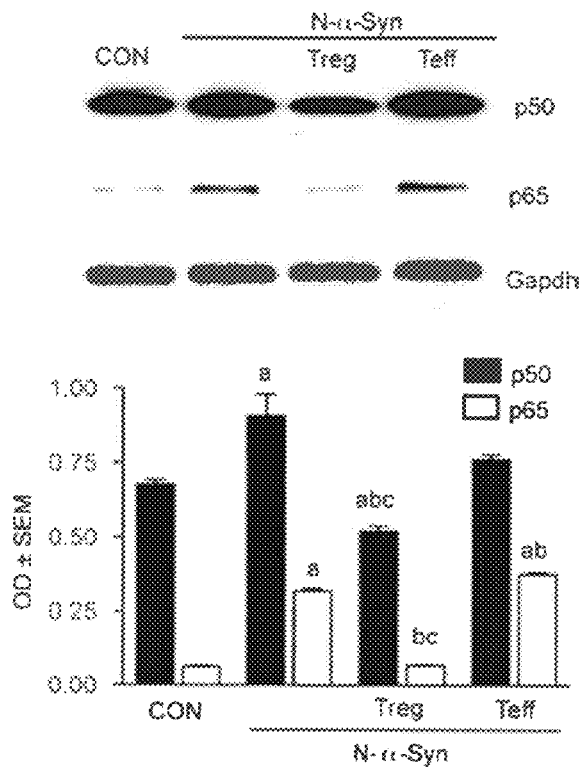 N-α-Syn
CON Treg Teff
p50
p65
Gapdh
p50
p65
1.00
0.75
0.50
0.25
0.00
OD ± SEM
a
a
abc
bc
ab
CON Treg Teff
N-α-Syn